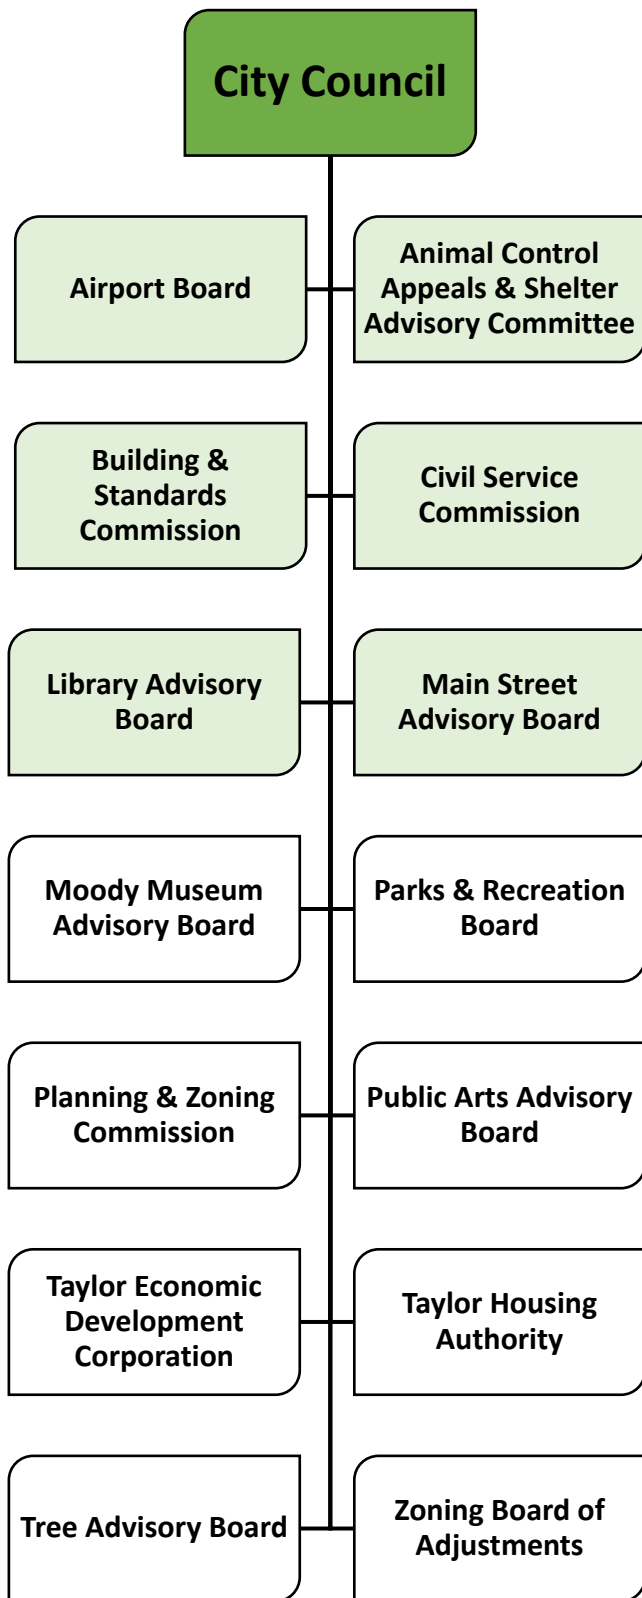 City Council
Airport Board
Animal Control
Appeals & Shelter
Advisory Committee
Building &
Standards
Commission
Civil Service
Commission
Library Advisory
Board
Main Street
Advisory Board
Moody Museum
Advisory Board
Parks & Recreation
Board
Planning & Zoning
Commission
Public Arts Advisory
Board
Taylor Economic
Development
Corporation
Taylor Housing
Authority
Tree Advisory Board
Zoning Board of
Adjustments